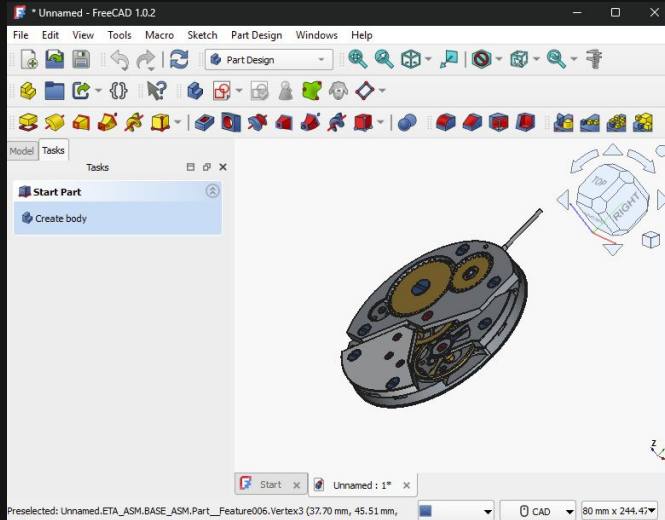 * Unnamed - FreeCAD 1.0.2
File Edit View Tools Macro Sketch Part Design Windows Help
Part Design
Model Tasks
Tasks
Start Part
Create body
TOP
RIGHT
Z
Start Unnamed : 1*
Preselected: Unnamed.ETA_ASM.BASE_ASM.Part__Feature006.Vertex3 (37.70 mm, 45.51 mm, CAD 80 mm x 244.47